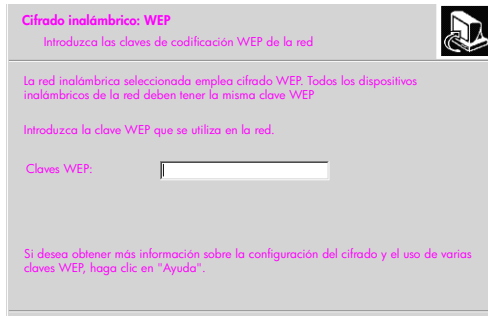 Cifrado inalámbrico: WEP
Introduzca las claves de codificación WEP de la red
La red inalámbrica seleccionada emplea cifrado WEP. Todos los dispositivos
inalámbricos de la red deben tener la misma clave WEP
Introduzca la clave WEP que se utiliza en la red.
Claves WEP:
Si desea obtener más información sobre la configuración del cifrado y el uso de varias
claves WEP, haga clic en "Ayuda".